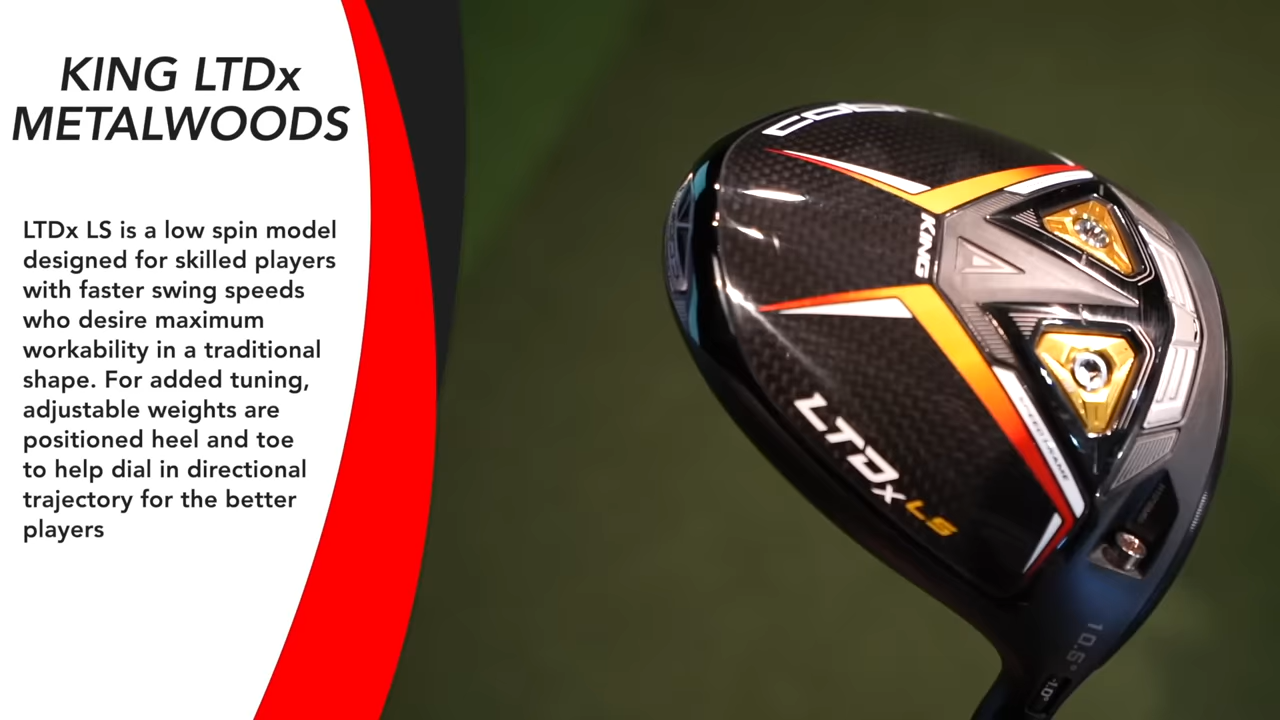 KING LTDx
METALWOODS
LTDx LS is a low spin model
designed for skilled players
with faster swing speeds
who desire maximum
workability in a traditional
shape. For added tuning,
adjustable weights are
positioned heel and toe
to help dial in directional
trajectory for the better
players
KING
LTDx LS
10.5°